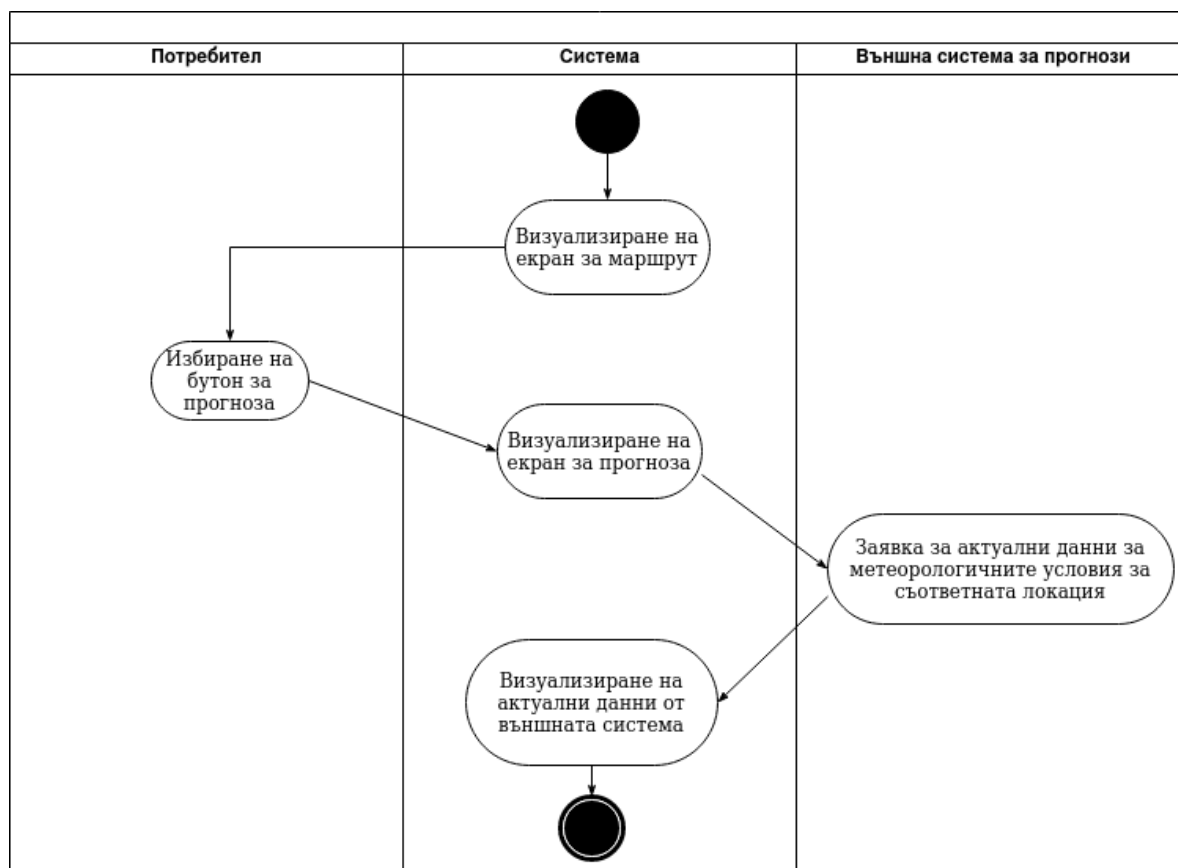 Потребител
Система
Външна система за прогнози
Визуализиране на
екран за маршрут
Избиране на
бутон за
прогноза
Визуализиране на
екран за прогноза
Заявка за актуални данни за
метеорологичните условия за
съответната локация
Визуализиране на
актуални данни от
външната система